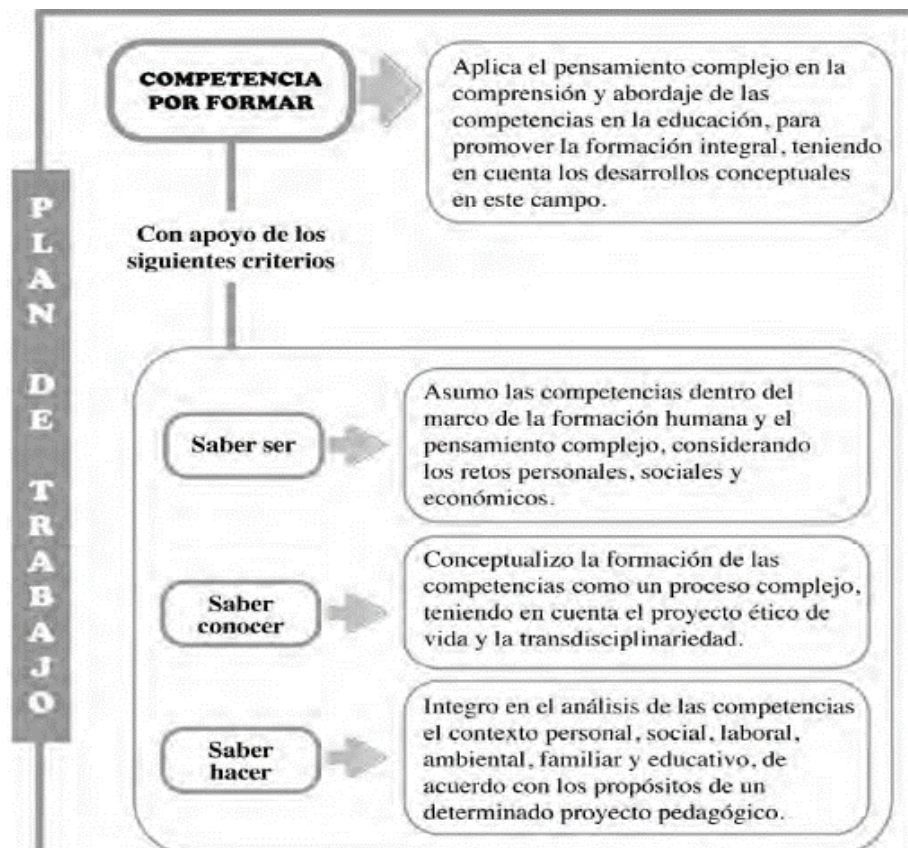 PLAN DE TRABAJO
COMPETENCIA
POR FORMAR
Aplica el pensamiento complejo en la
comprensión y abordaje de las
competencias en la educación, para
promover la formación integral, teniendo
en cuenta los desarrollos conceptuales
en este campo.
Con apoyo de los
siguientes criterios
Saber ser
Asumo las competencias dentro del
marco de la formación humana y el
pensamiento complejo, considerando
los retos personales, sociales y
económicos.
Saber
conocer
Conceptualizo la formación de las
competencias como un proceso complejo,
teniendo en cuenta el proyecto ético de
vida y la transdisciplinariedad.
Saber
hacer
Integro en el análisis de las competencias
el contexto personal, social, laboral,
ambiental, familiar y educativo, de
acuerdo con los propósitos de un
determinado proyecto pedagógico.